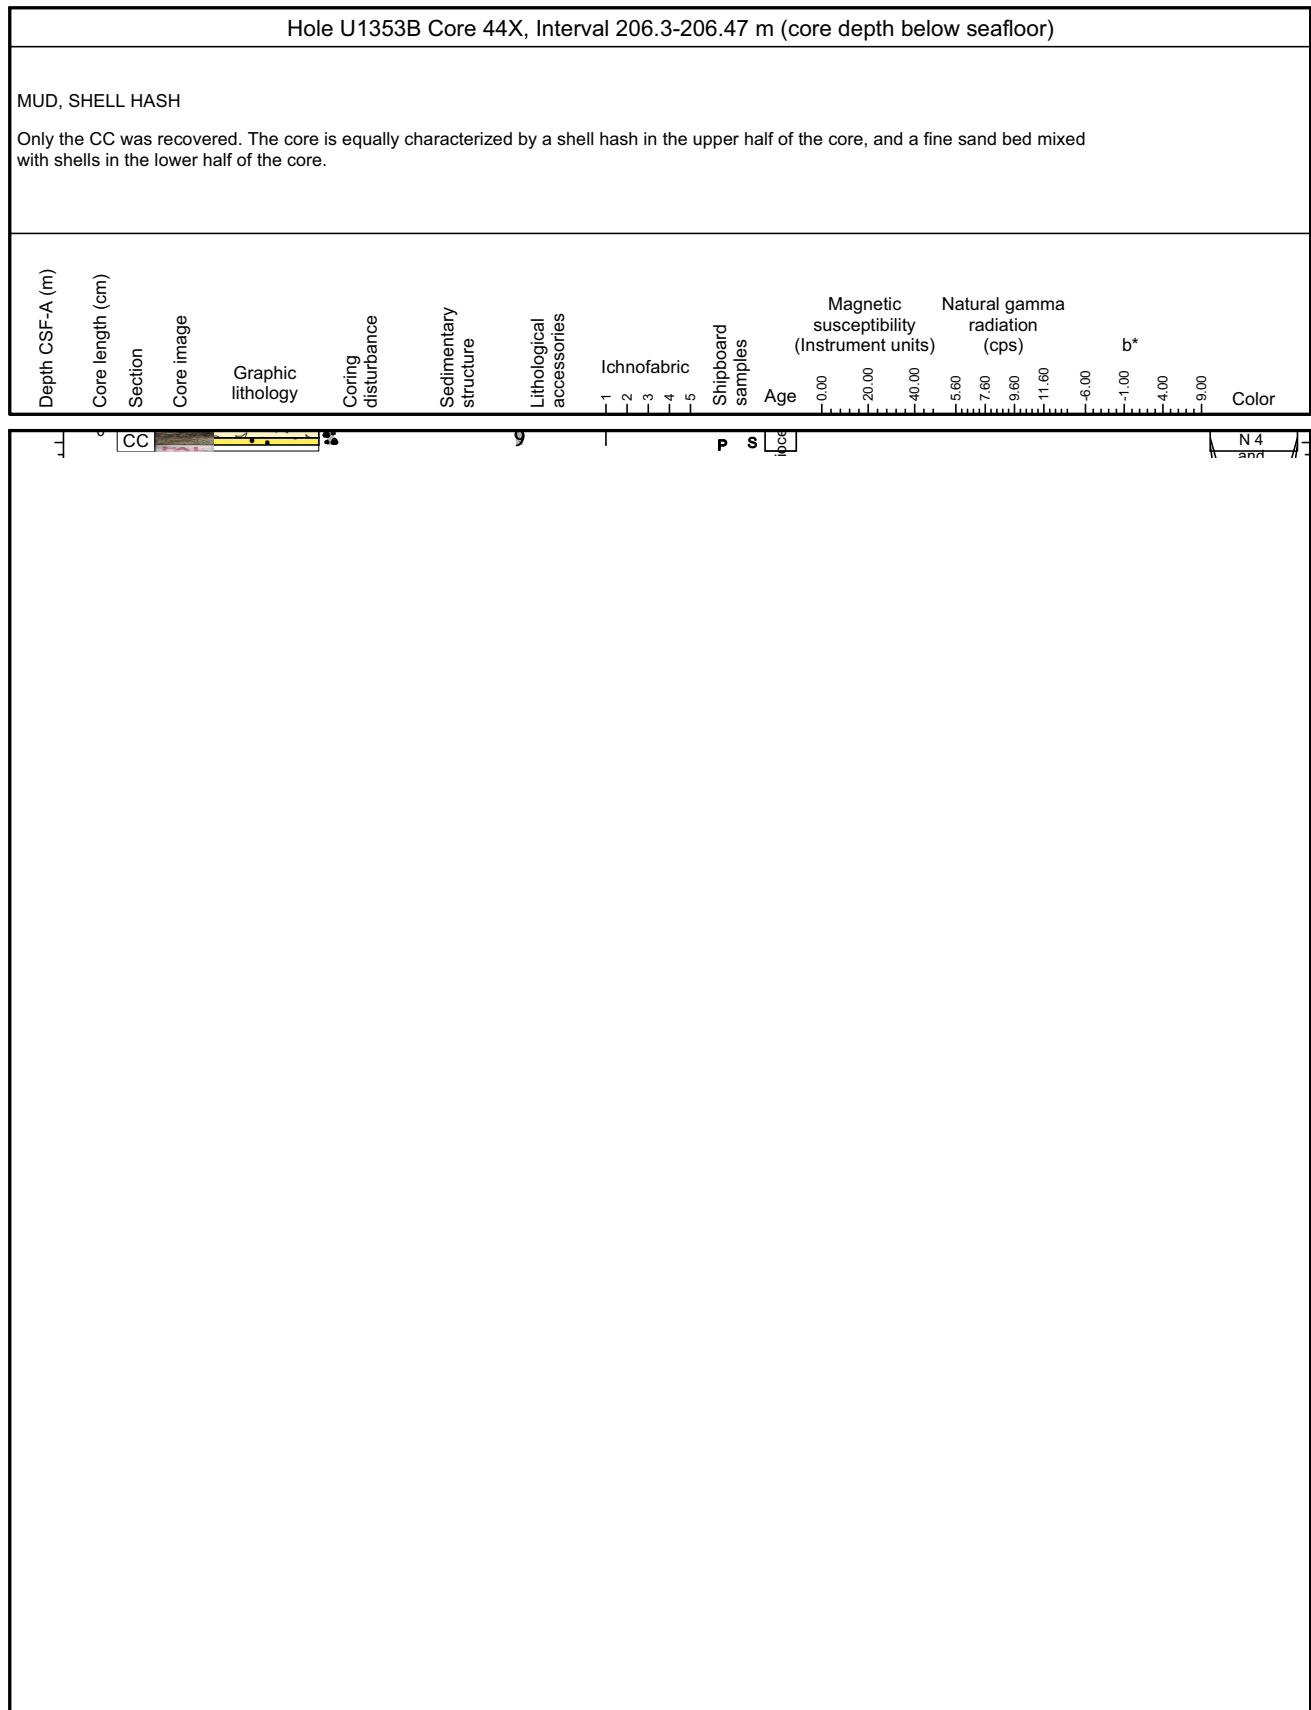 Hole U1353B Core 44X, Interval 206.3-206.47 m (core depth below seafloor)
MUD, SHELL HASH
Only the CC was recovered. The core is equally characterized by a shell hash in the upper half of the core, and a fine sand bed mixed
with shells in the lower half of the core.
Depth CSF-A (m)
Core length (cm)
Section
Core image
Graphic
lithology
Coring
disturbance
Sedimentary
structure
Lithological
accessories
Ichnofabric
1 2 3 4 5
Shipboard
samples
Age
Magnetic
susceptibility
(Instrument units)
0.00 20.00 40.00
Natural gamma
radiation
(cps)
5.60 7.60 9.60 11.60
b*
-6.00 -1.00 4.00 9.00
Color
CC
P S
N 4
and